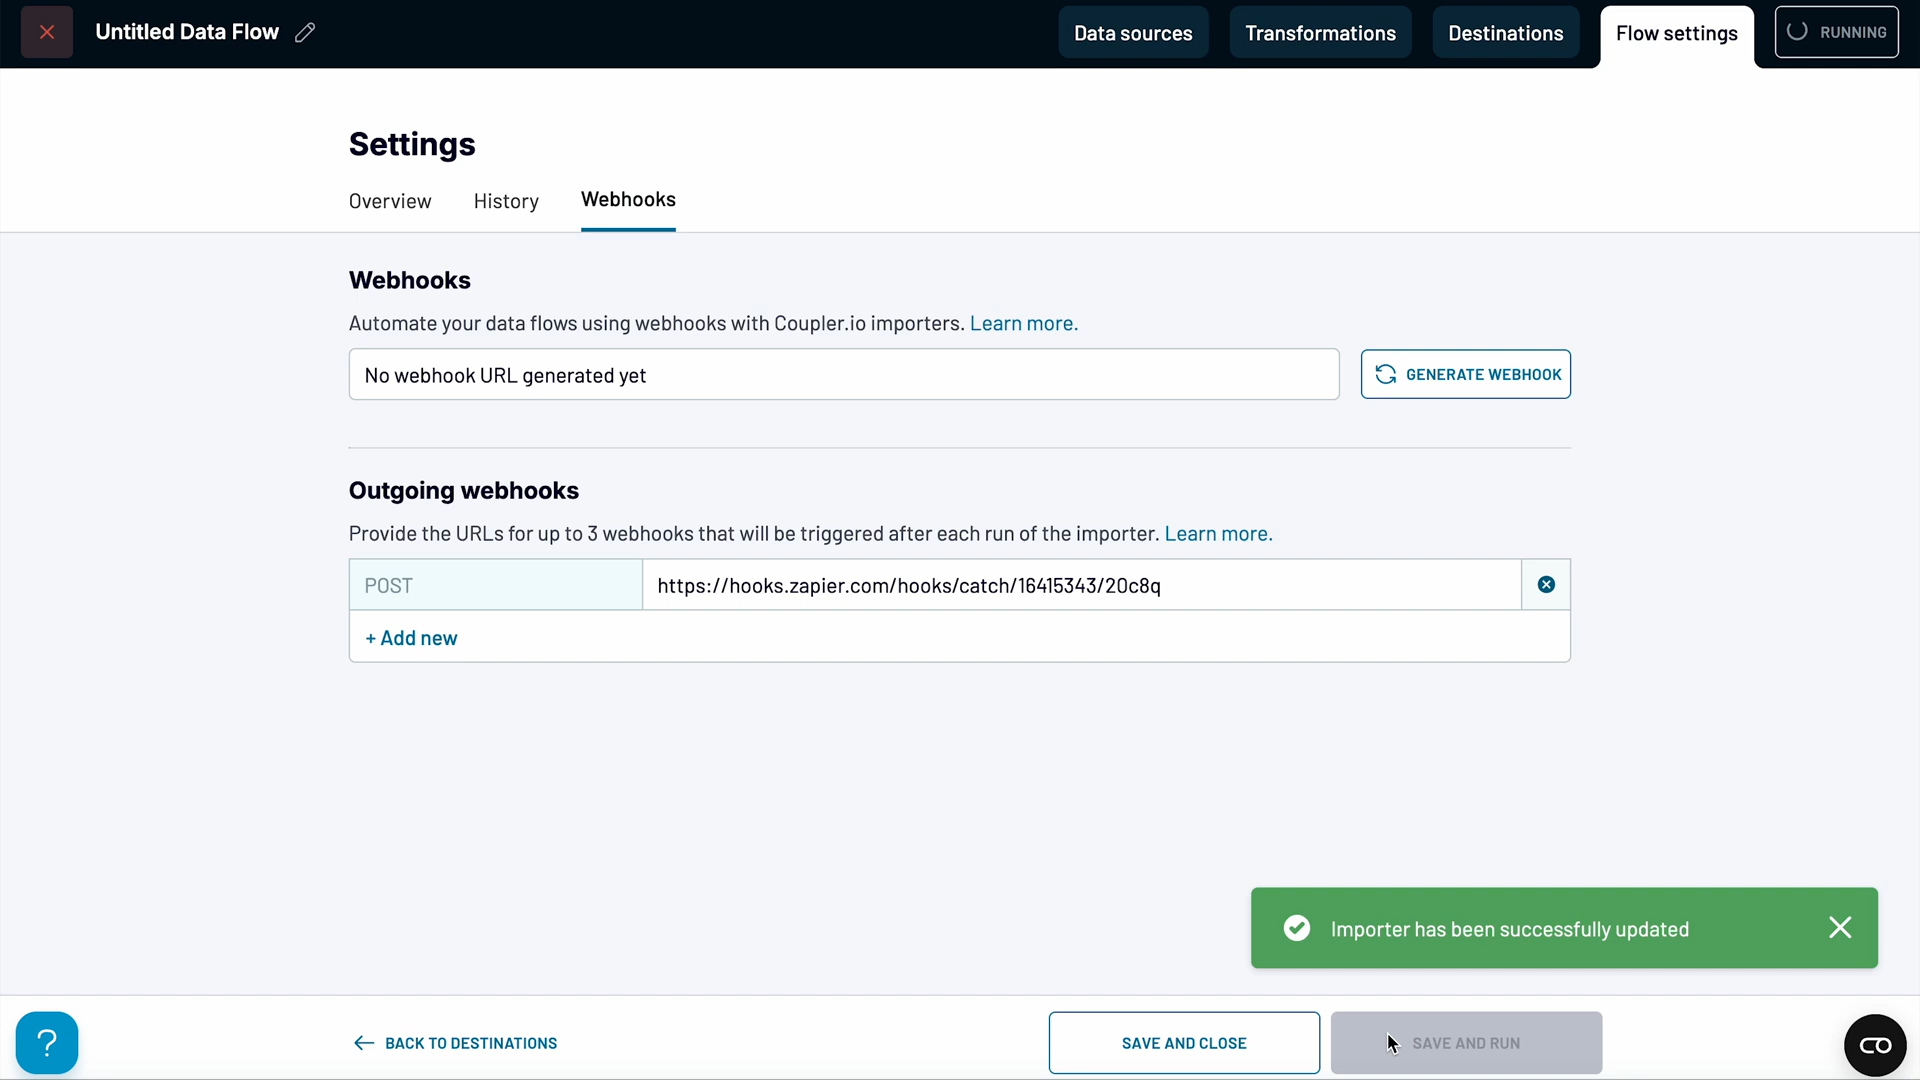 Untitled Data Flow
Data sources
Transformations
Destinations
Flow settings
RUNNING
Settings
Overview
History
Webhooks
Webhooks
Automate your data flows using webhooks with Coupler.io importers. Learn more.
No webhook URL generated yet
GENERATE WEBHOOK
Outgoing webhooks
Provide the URLs for up to 3 webhooks that will be triggered after each run of the importer. Learn more.
POST
https://hooks.zapier.com/hooks/catch/16415343/20c8q
+ Add new
Importer has been successfully updated
?
BACK TO DESTINATIONS
SAVE AND CLOSE
SAVE AND RUN